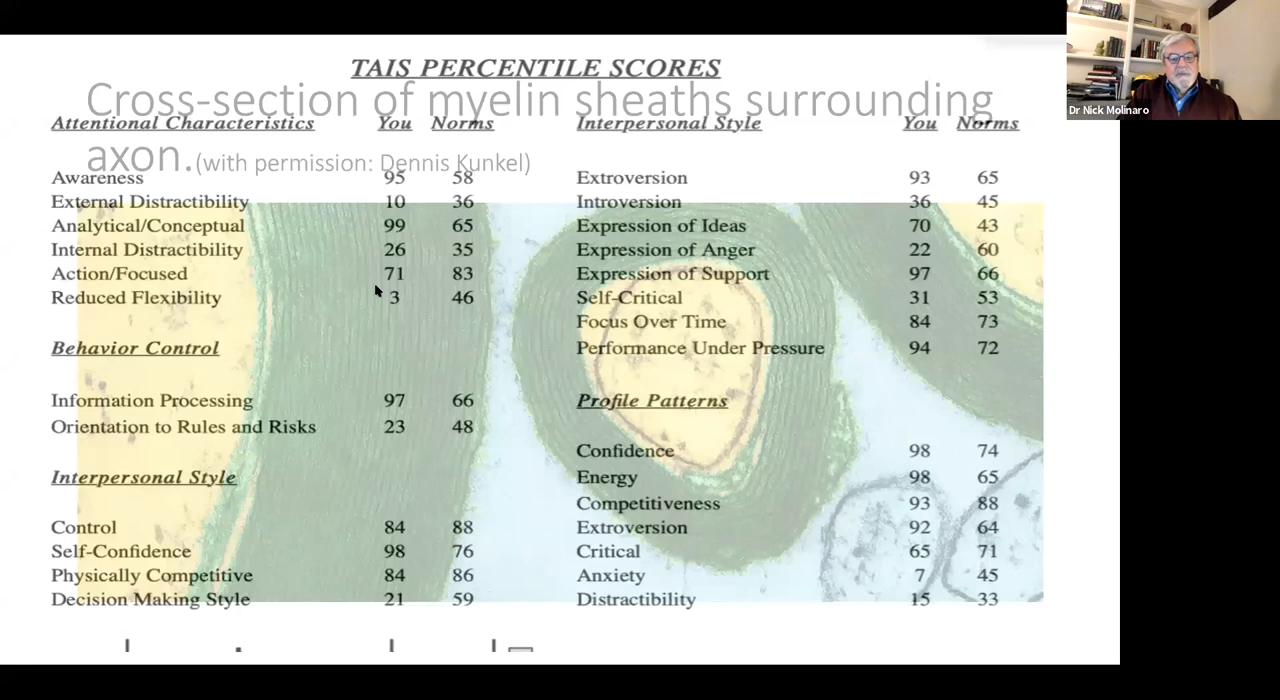 TAIS PERCENTILE SCORES
Cross-section of myelin sheaths surrounding
axon. (with permission: Dennis Kunkel)
Attentional Characteristics You Norms
Awareness 95 58
External Distractibility 10 36
Analytical/Conceptual 99 65
Internal Distractibility 26 35
Action/Focused 71 83
Reduced Flexibility 3 46
Behavior Control
Information Processing 97 66
Orientation to Rules and Risks 23 48
Interpersonal Style
Control 84 88
Self-Confidence 98 76
Physically Competitive 84 86
Decision Making Style 21 59
Interpersonal Style You Norms
Extroversion 93 65
Introversion 36 45
Expression of Ideas 70 43
Expression of Anger 22 60
Expression of Support 97 66
Self-Critical 31 53
Focus Over Time 84 73
Performance Under Pressure 94 72
Profile Patterns
Confidence 98 74
Energy 98 65
Competitiveness 93 88
Extroversion 92 64
Critical 65 71
Anxiety 7 45
Distractibility 15 33
Dr Nick Molinaro